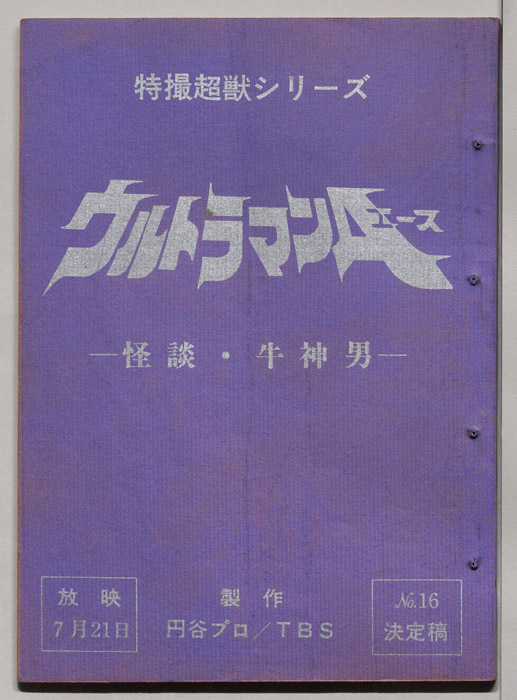 特撮超獣シリーズ
ウルトラマンA
エース
―怪談・牛神男―
放映
7月21日
製作
円谷プロ/TBS
No.16
決定稿